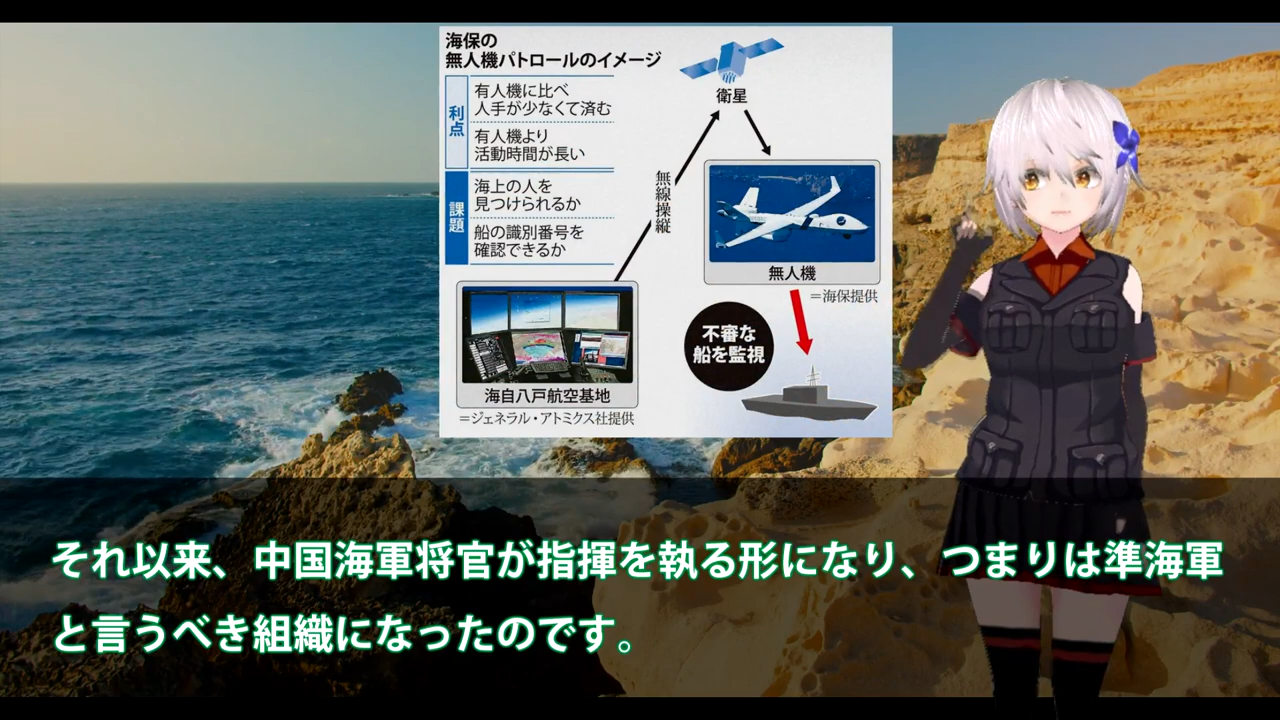 海保の
無人機パトロールのイメージ
利点
有人機に比べ
人手が少なくて済む
有人機より
活動時間が長い
課題
海上の人を
見つけられるか
船の識別番号を
確認できるか
衛星
無線操縦
無人機
=海保提供
不審な
船を監視
海自八戸航空基地
=ジェネラル・アトミクス社提供
それ以来、中国海軍将官が指揮を執る形になり、つまりは準海軍
と言うべき組織になったのです。